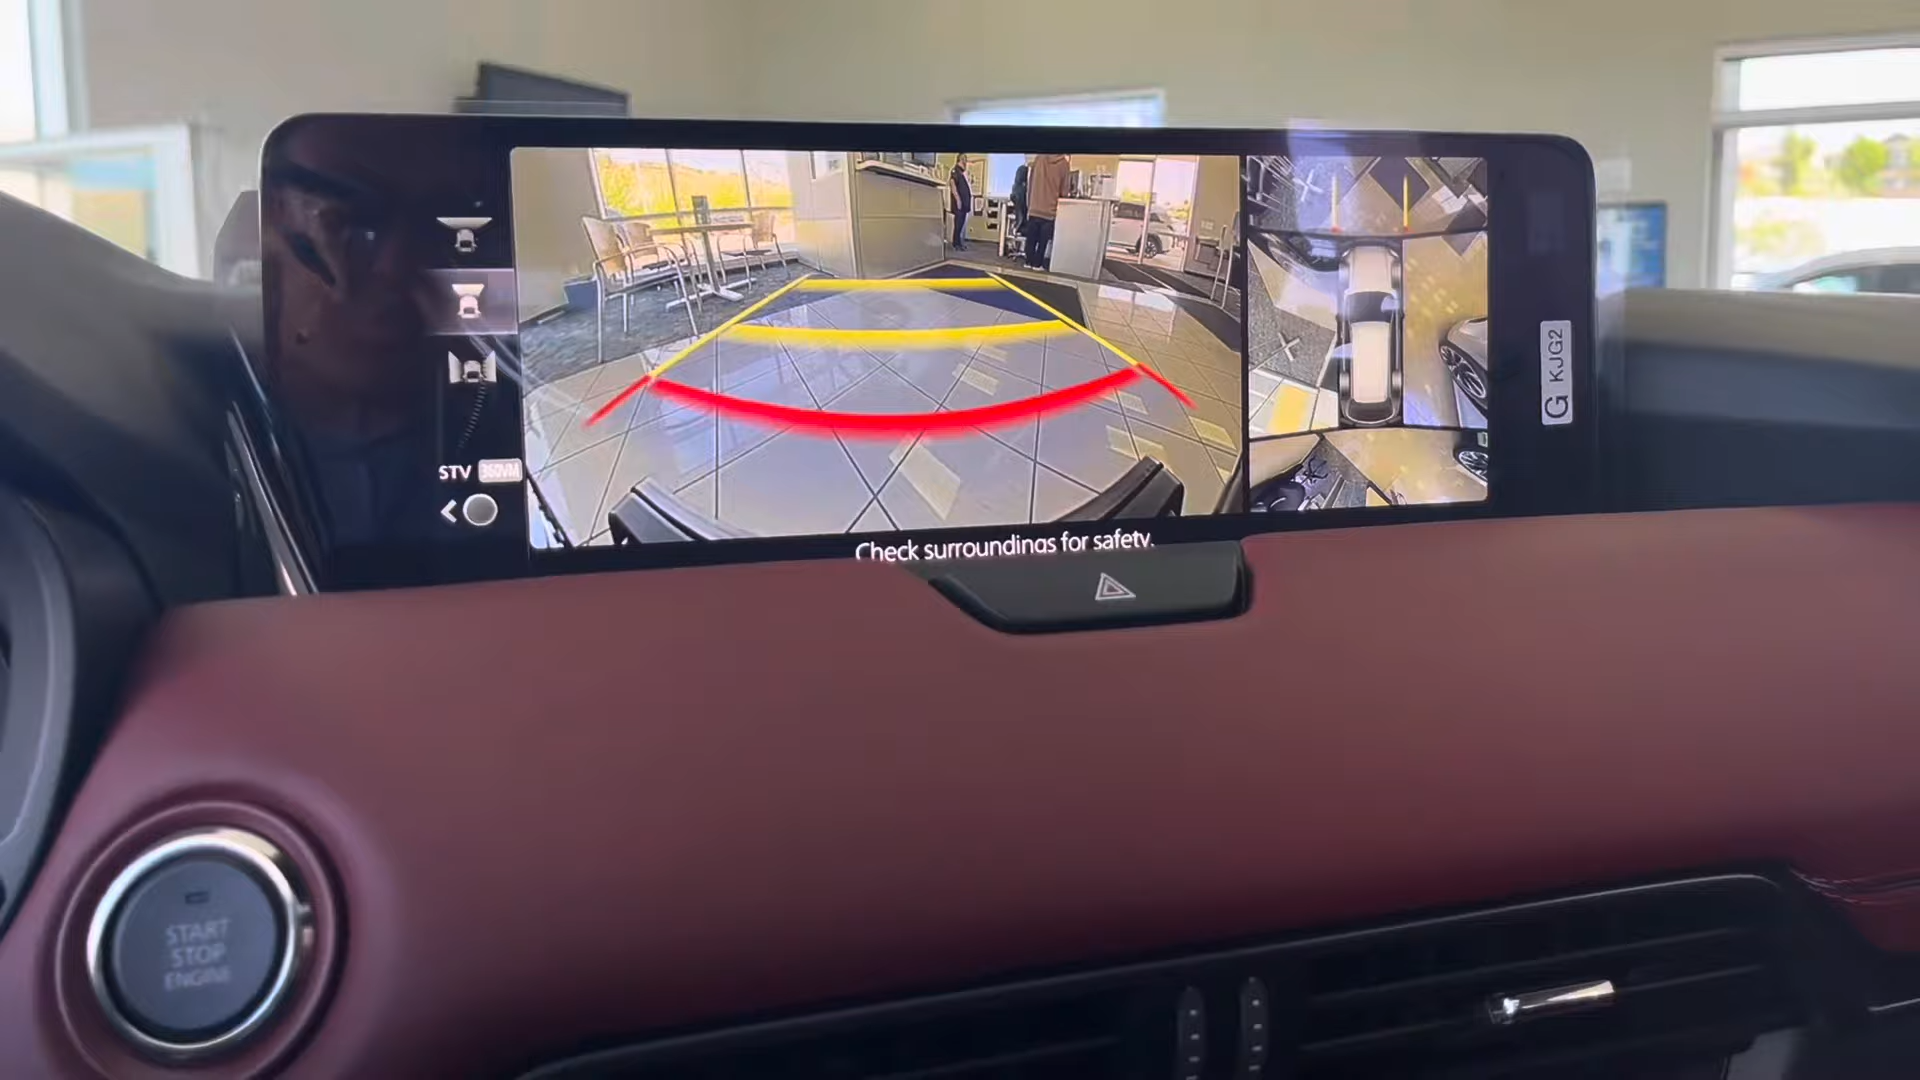 STV 360VM
Check surroundings for safety.
G KJG2
START
STOP
ENGINE